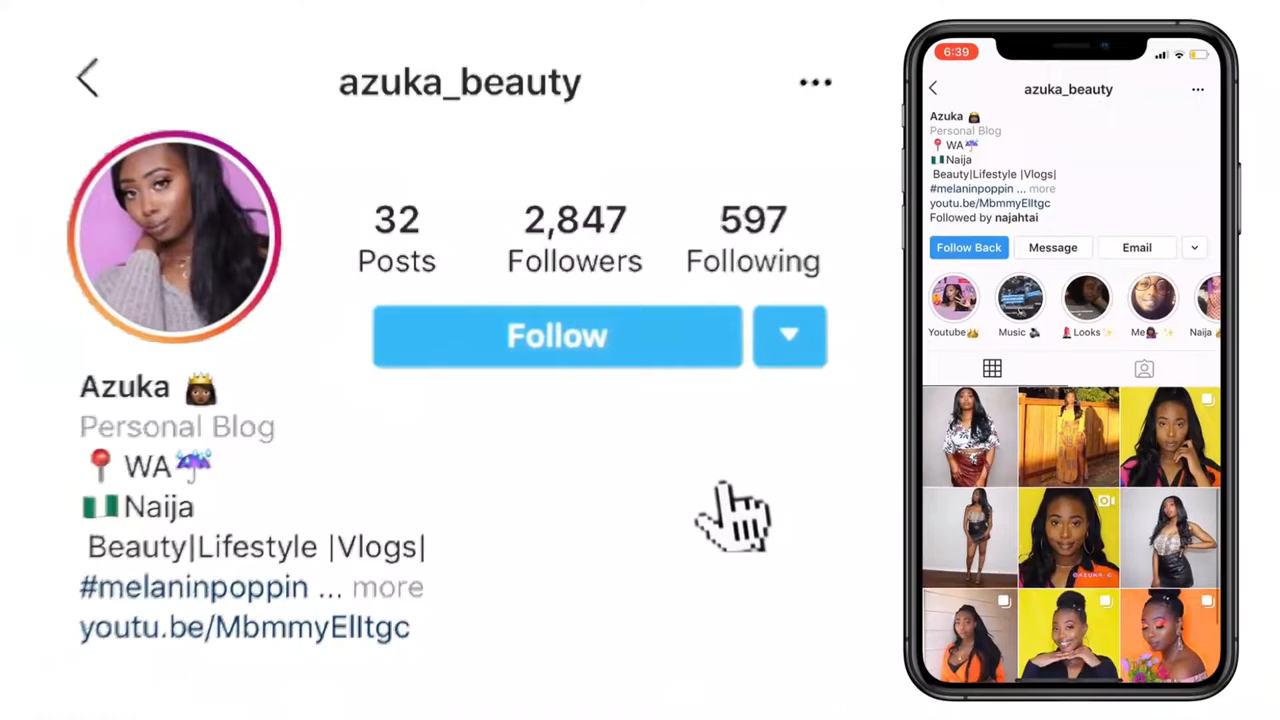 azuka_beauty
32 2,847 597
Posts Followers Following
Follow
Azuka
Personal Blog
WA
Naija
Beauty|Lifestyle |Vlogs|
#melaninpoppin ... more
youtu.be/MbmmyElltgc
6:39
azuka_beauty
Azuka
Personal Blog
WA
Naija
Beauty|Lifestyle |Vlogs|
#melaninpoppin ... more
youtu.be/MbmmyElltgc
Followed by najahtai
Follow Back Message Email
Youtube Music Looks Me Naija
AZUKA C